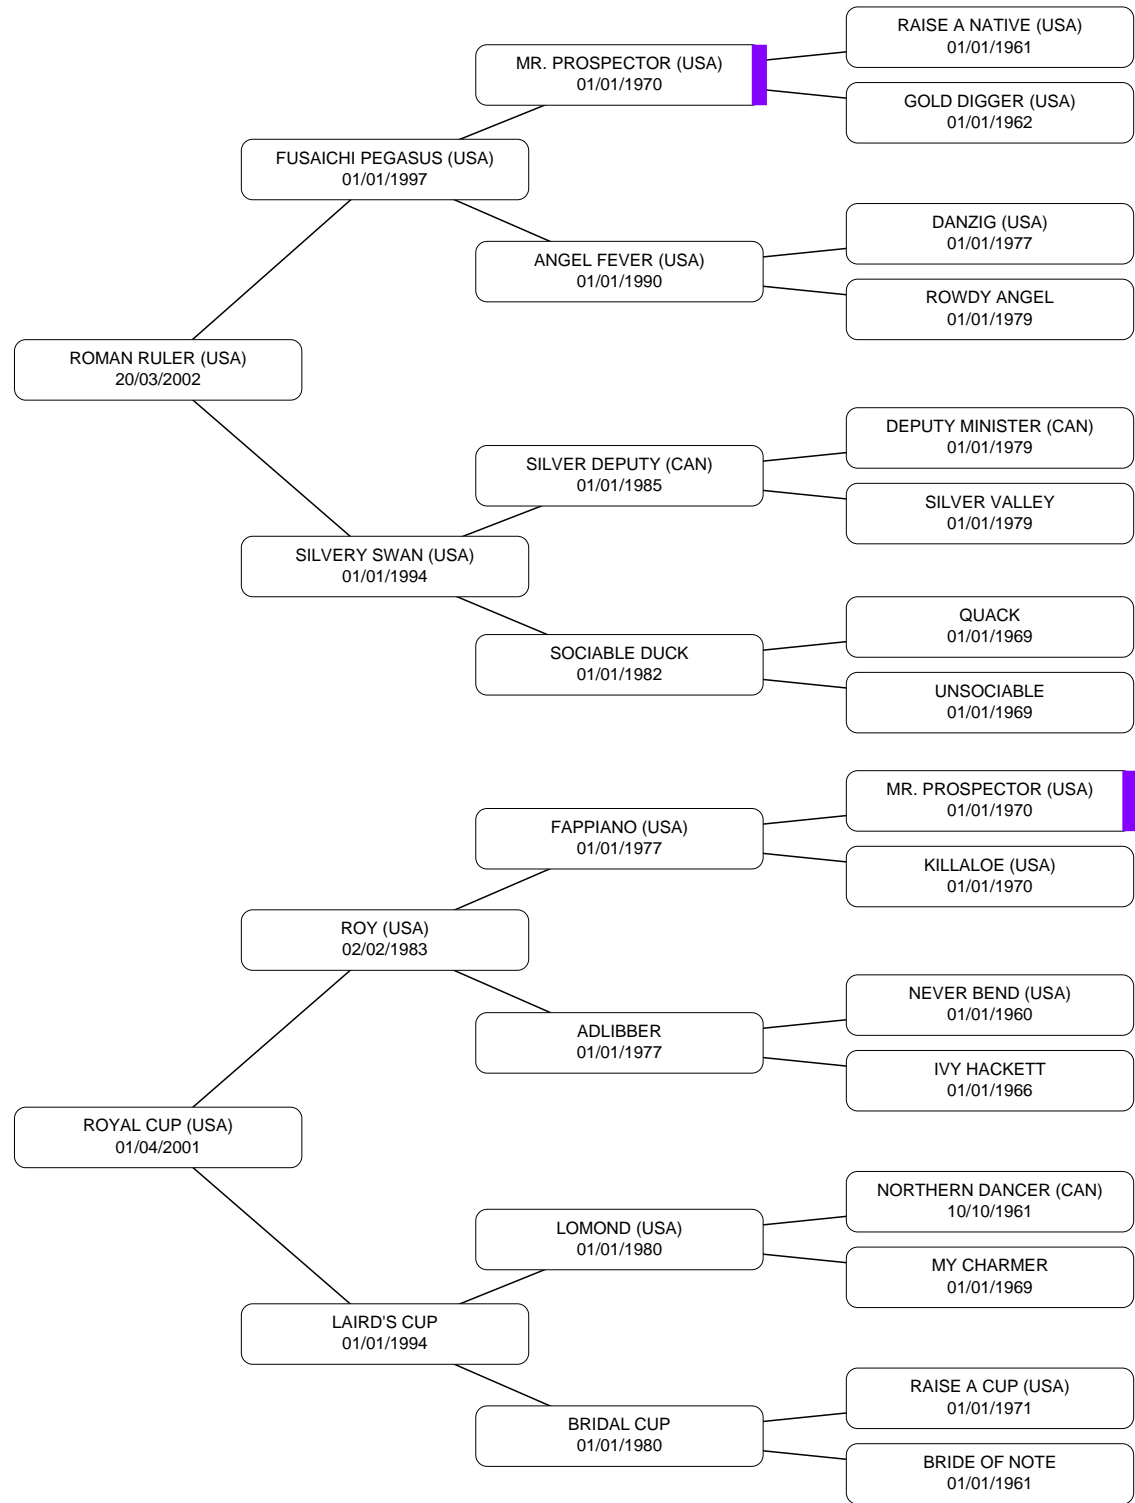 RAISE A NATIVE (USA)
01/01/1961
MR. PROSPECTOR (USA)
01/01/1970
GOLD DIGGER (USA)
01/01/1962
FUSAICHI PEGASUS (USA)
01/01/1997
DANZIG (USA)
01/01/1977
ANGEL FEVER (USA)
01/01/1990
ROWDY ANGEL
01/01/1979
ROMAN RULER (USA)
20/03/2002
DEPUTY MINISTER (CAN)
01/01/1979
SILVER DEPUTY (CAN)
01/01/1985
SILVER VALLEY
01/01/1979
SILVERY SWAN (USA)
01/01/1994
QUACK
01/01/1969
SOCIABLE DUCK
01/01/1982
UNSOCIABLE
01/01/1969
MR. PROSPECTOR (USA)
01/01/1970
FAPPIANO (USA)
01/01/1977
KILLALOE (USA)
01/01/1970
ROY (USA)
02/02/1983
NEVER BEND (USA)
01/01/1960
ADLIBBER
01/01/1977
IVY HACKETT
01/01/1966
ROYAL CUP (USA)
01/04/2001
NORTHERN DANCER (CAN)
10/10/1961
LOMOND (USA)
01/01/1980
MY CHARMER
01/01/1969
LAIRD'S CUP
01/01/1994
RAISE A CUP (USA)
01/01/1971
BRIDAL CUP
01/01/1980
BRIDE OF NOTE
01/01/1961